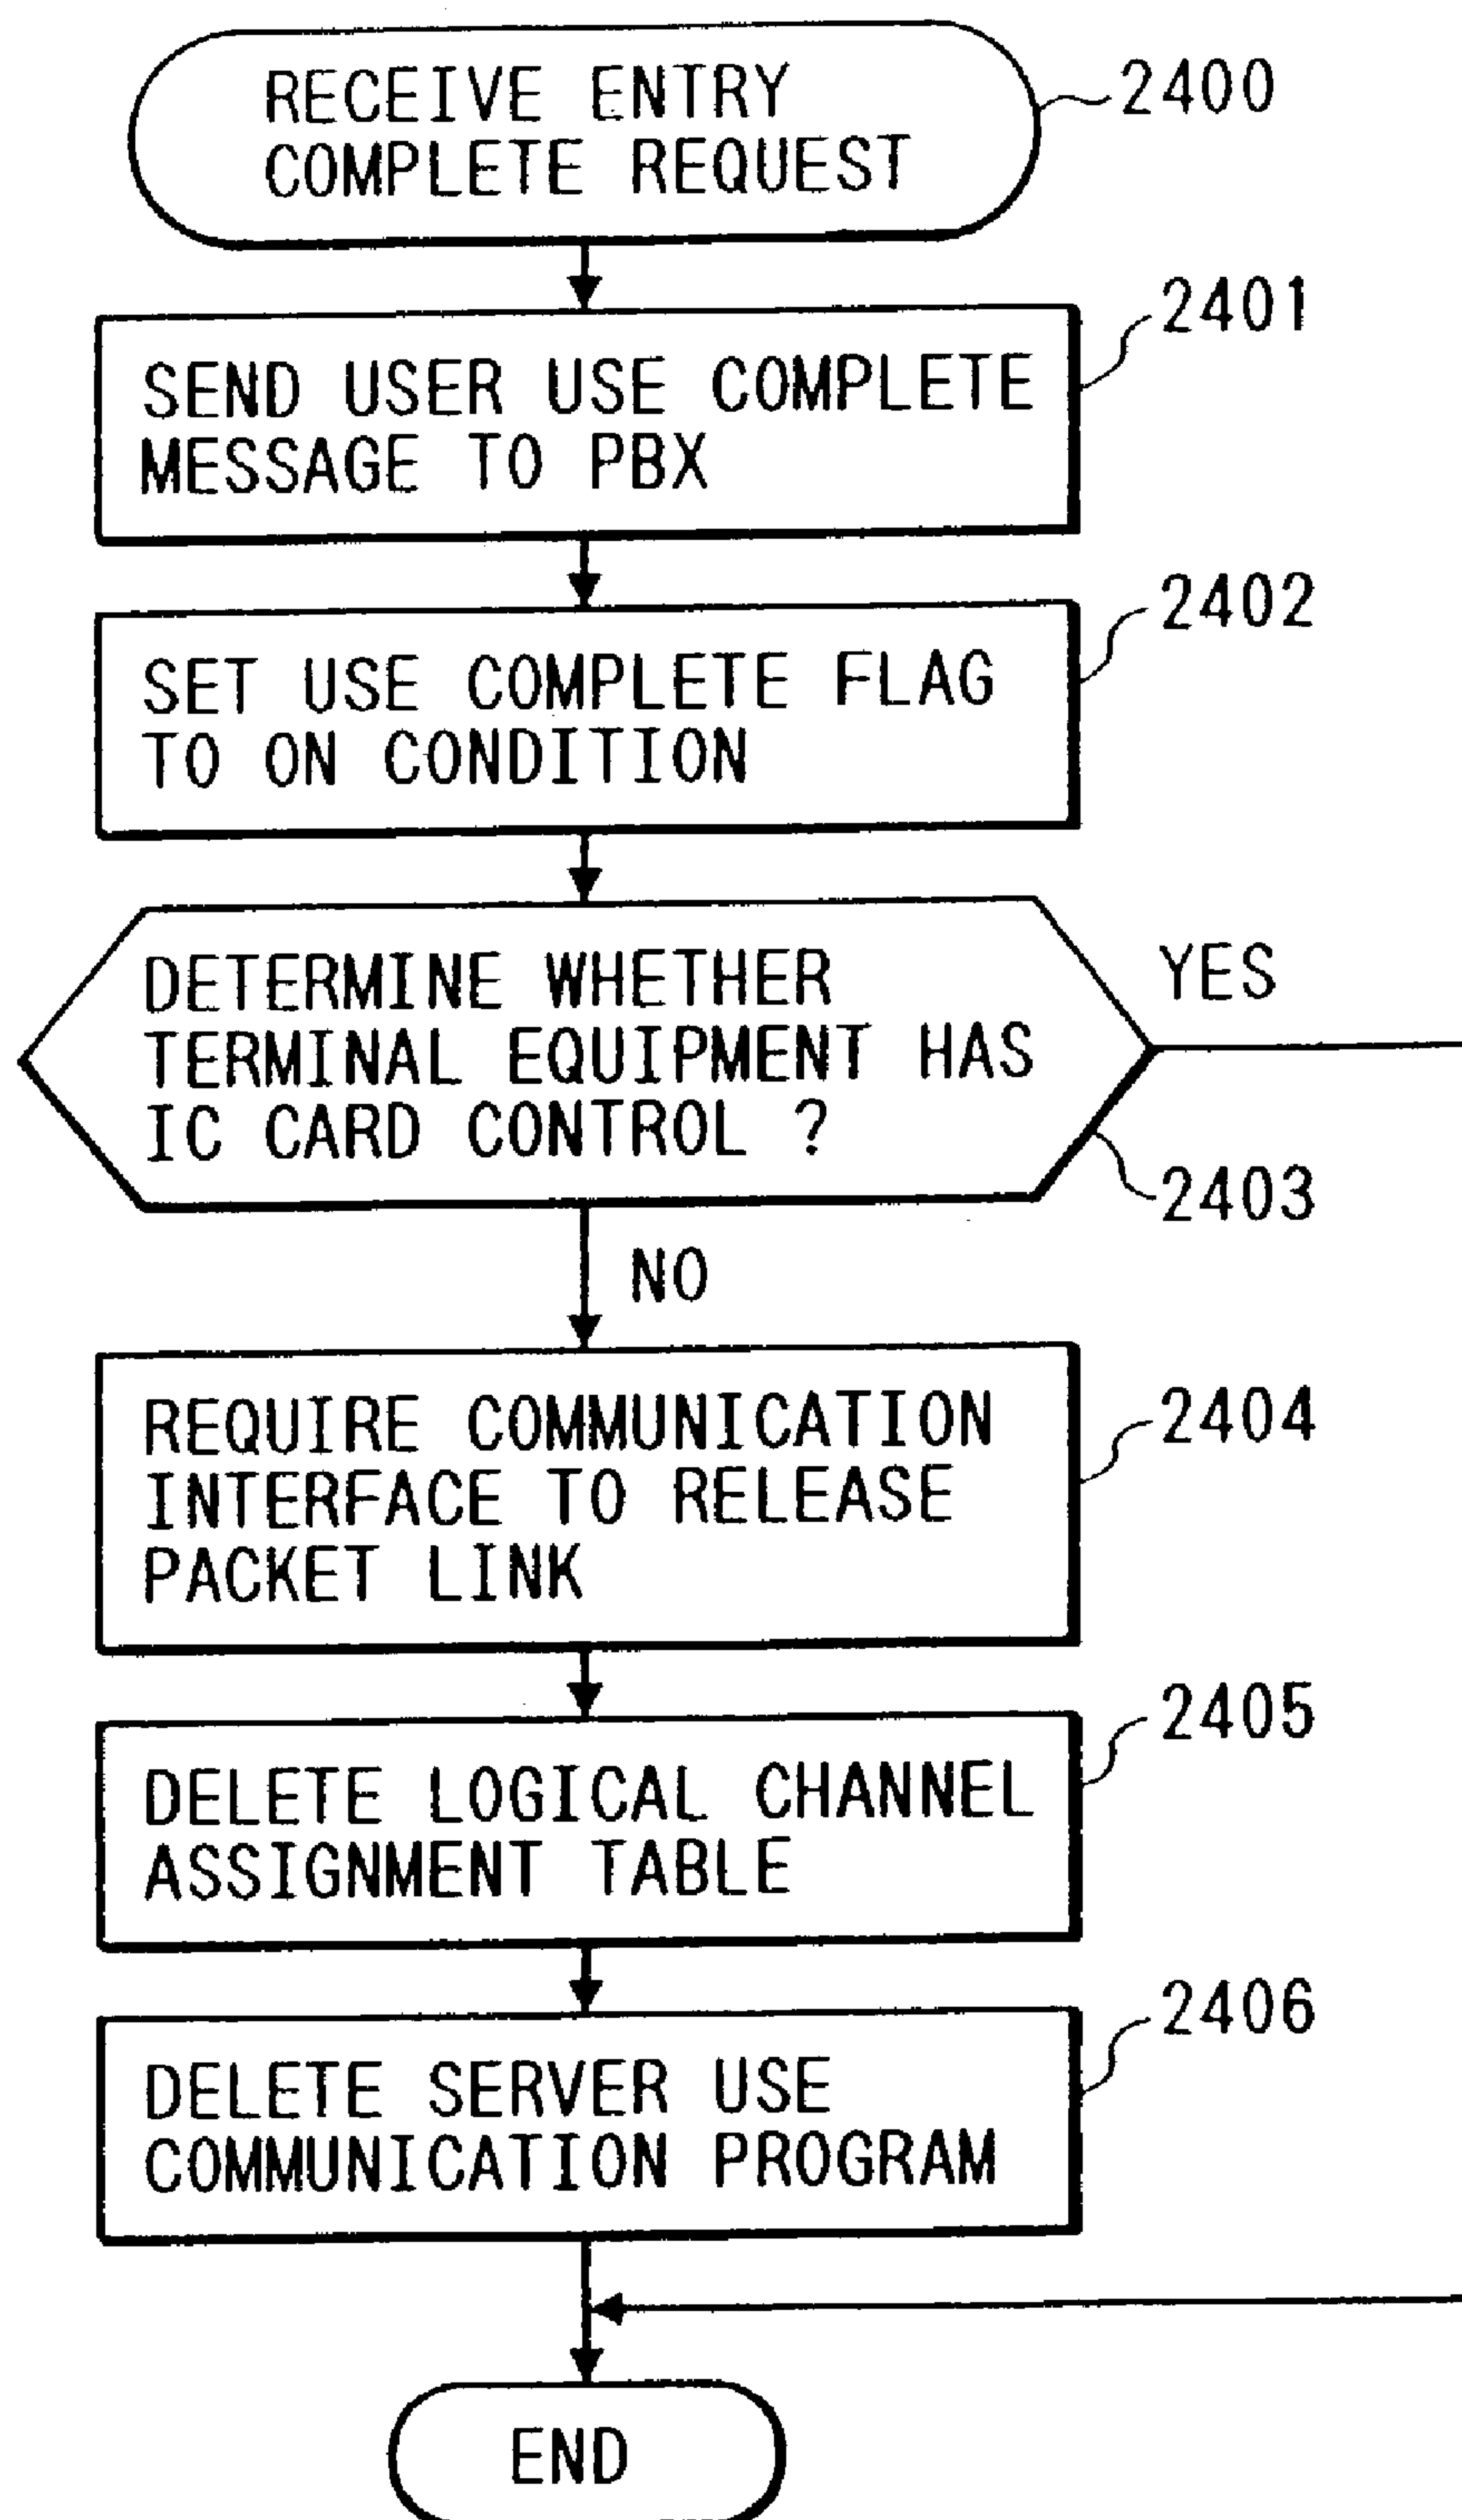 RECEIVE ENTRY
COMPLETE REQUEST
2400
2401
SEND USER USE COMPLETE
MESSAGE TO PBX
2402
SET USE COMPLETE FLAG
TO ON CONDITION
DETERMINE WHETHER
TERMINAL EQUIPMENT HAS
IC CARD CONTROL ?
YES
2403
NO
2404
REQUIRE COMMUNICATION
INTERFACE TO RELEASE
PACKET LINK
2405
DELETE LOGICAL CHANNEL
ASSIGNMENT TABLE
2406
DELETE SERVER USE
COMMUNICATION PROGRAM
END